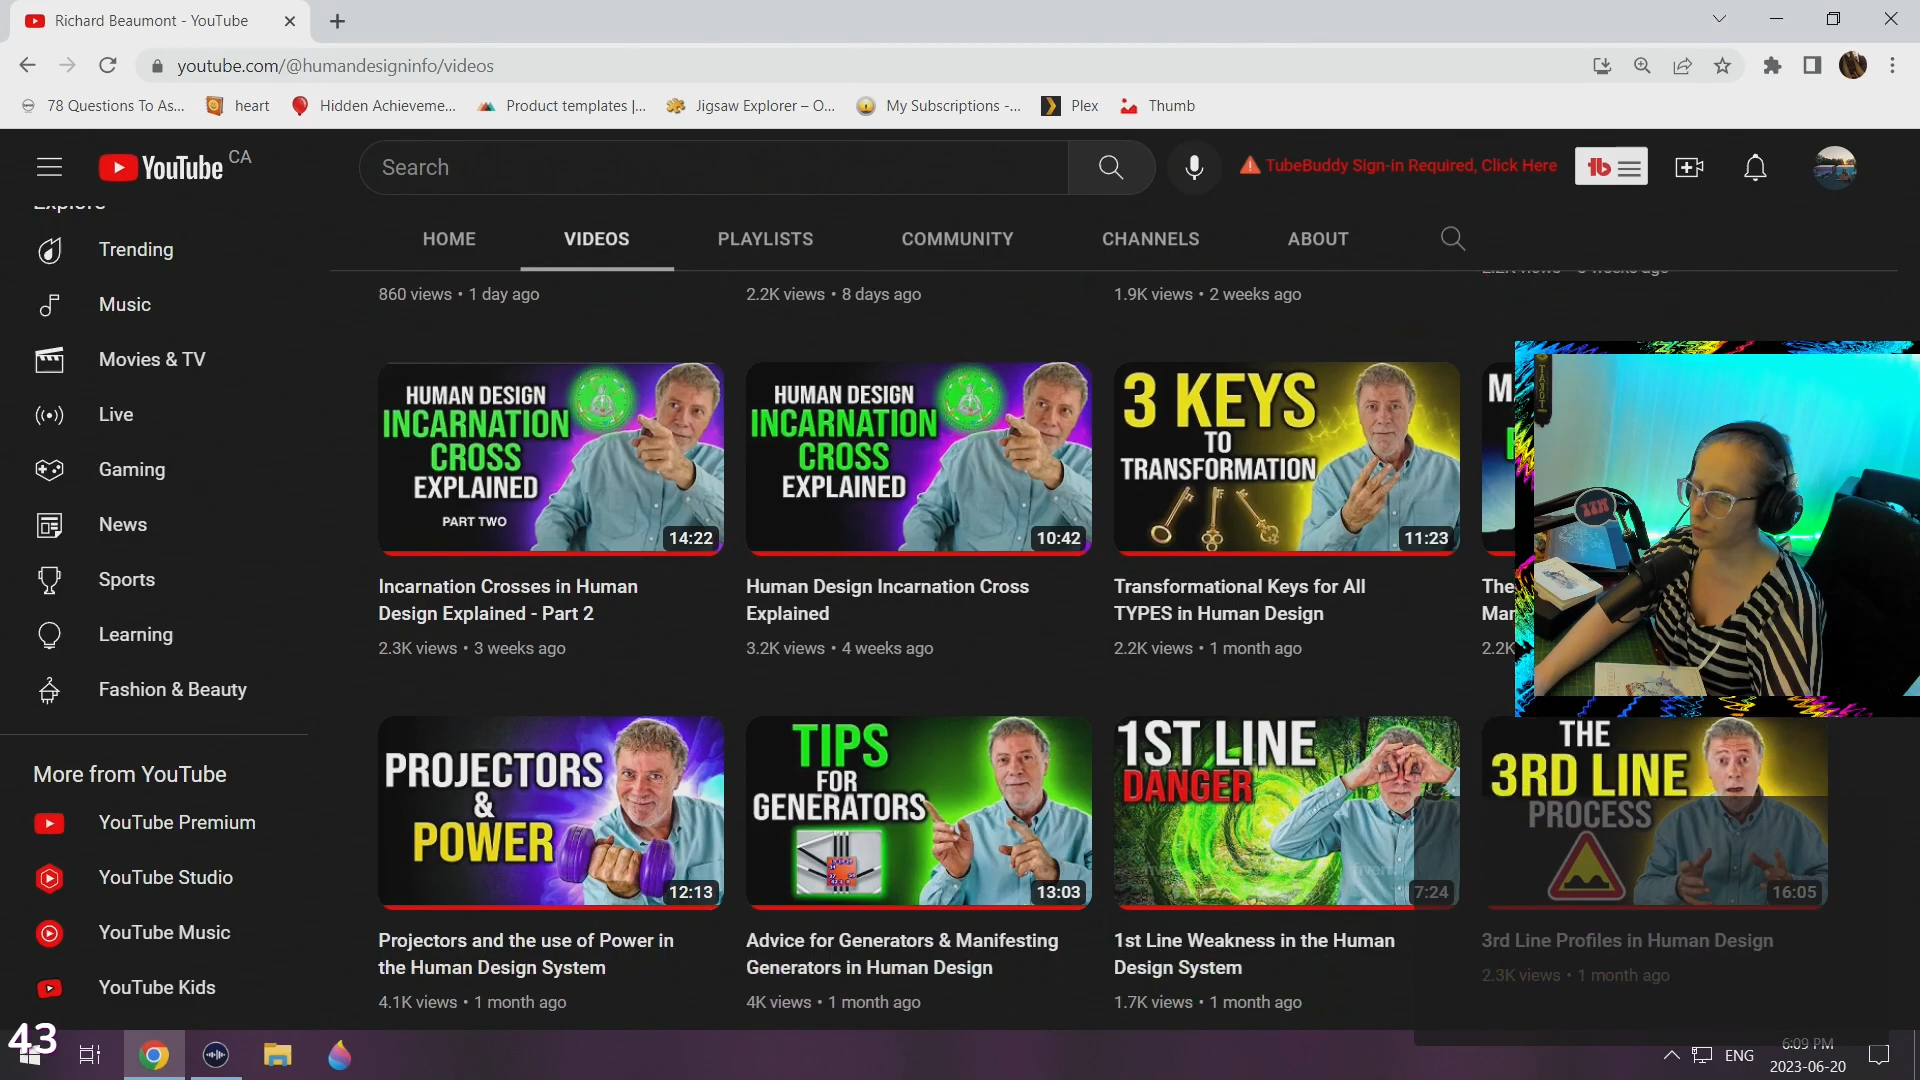 Richard Beaumont - YouTube
youtube.com/@humandesigninfo/videos
78 Questions To As...
heart
Hidden Achieveme...
Product templates |...
Jigsaw Explorer – O...
My Subscriptions -...
Plex
Thumb
YouTube CA
Search
TubeBuddy Sign-in Required, Click Here
tb
Explore
Trending
Music
Movies & TV
Live
Gaming
News
Sports
Learning
Fashion & Beauty
More from YouTube
YouTube Premium
YouTube Studio
YouTube Music
YouTube Kids
HOME
VIDEOS
PLAYLISTS
COMMUNITY
CHANNELS
ABOUT
860 views • 1 day ago
2.2K views • 8 days ago
1.9K views • 2 weeks ago
HUMAN DESIGN
INCARNATION
CROSS
EXPLAINED
PART TWO
14:22
Incarnation Crosses in Human
Design Explained - Part 2
2.3K views • 3 weeks ago
HUMAN DESIGN
INCARNATION
CROSS
EXPLAINED
10:42
Human Design Incarnation Cross
Explained
3.2K views • 4 weeks ago
3 KEYS
TO
TRANSFORMATION
11:23
Transformational Keys for All
TYPES in Human Design
2.2K views • 1 month ago
M
The
Mar
2.2K
TAROT
PROJECTORS
&
POWER
12:13
Projectors and the use of Power in
the Human Design System
4.1K views • 1 month ago
TIPS
FOR
GENERATORS
13:03
Advice for Generators & Manifesting
Generators in Human Design
4K views • 1 month ago
1ST LINE
DANGER
7:24
1st Line Weakness in the Human
Design System
1.7K views • 1 month ago
THE
3RD LINE
PROCESS
16:05
3rd Line Profiles in Human Design
2.3K views • 1 month ago
43
ENG
6:09 PM
2023-06-20